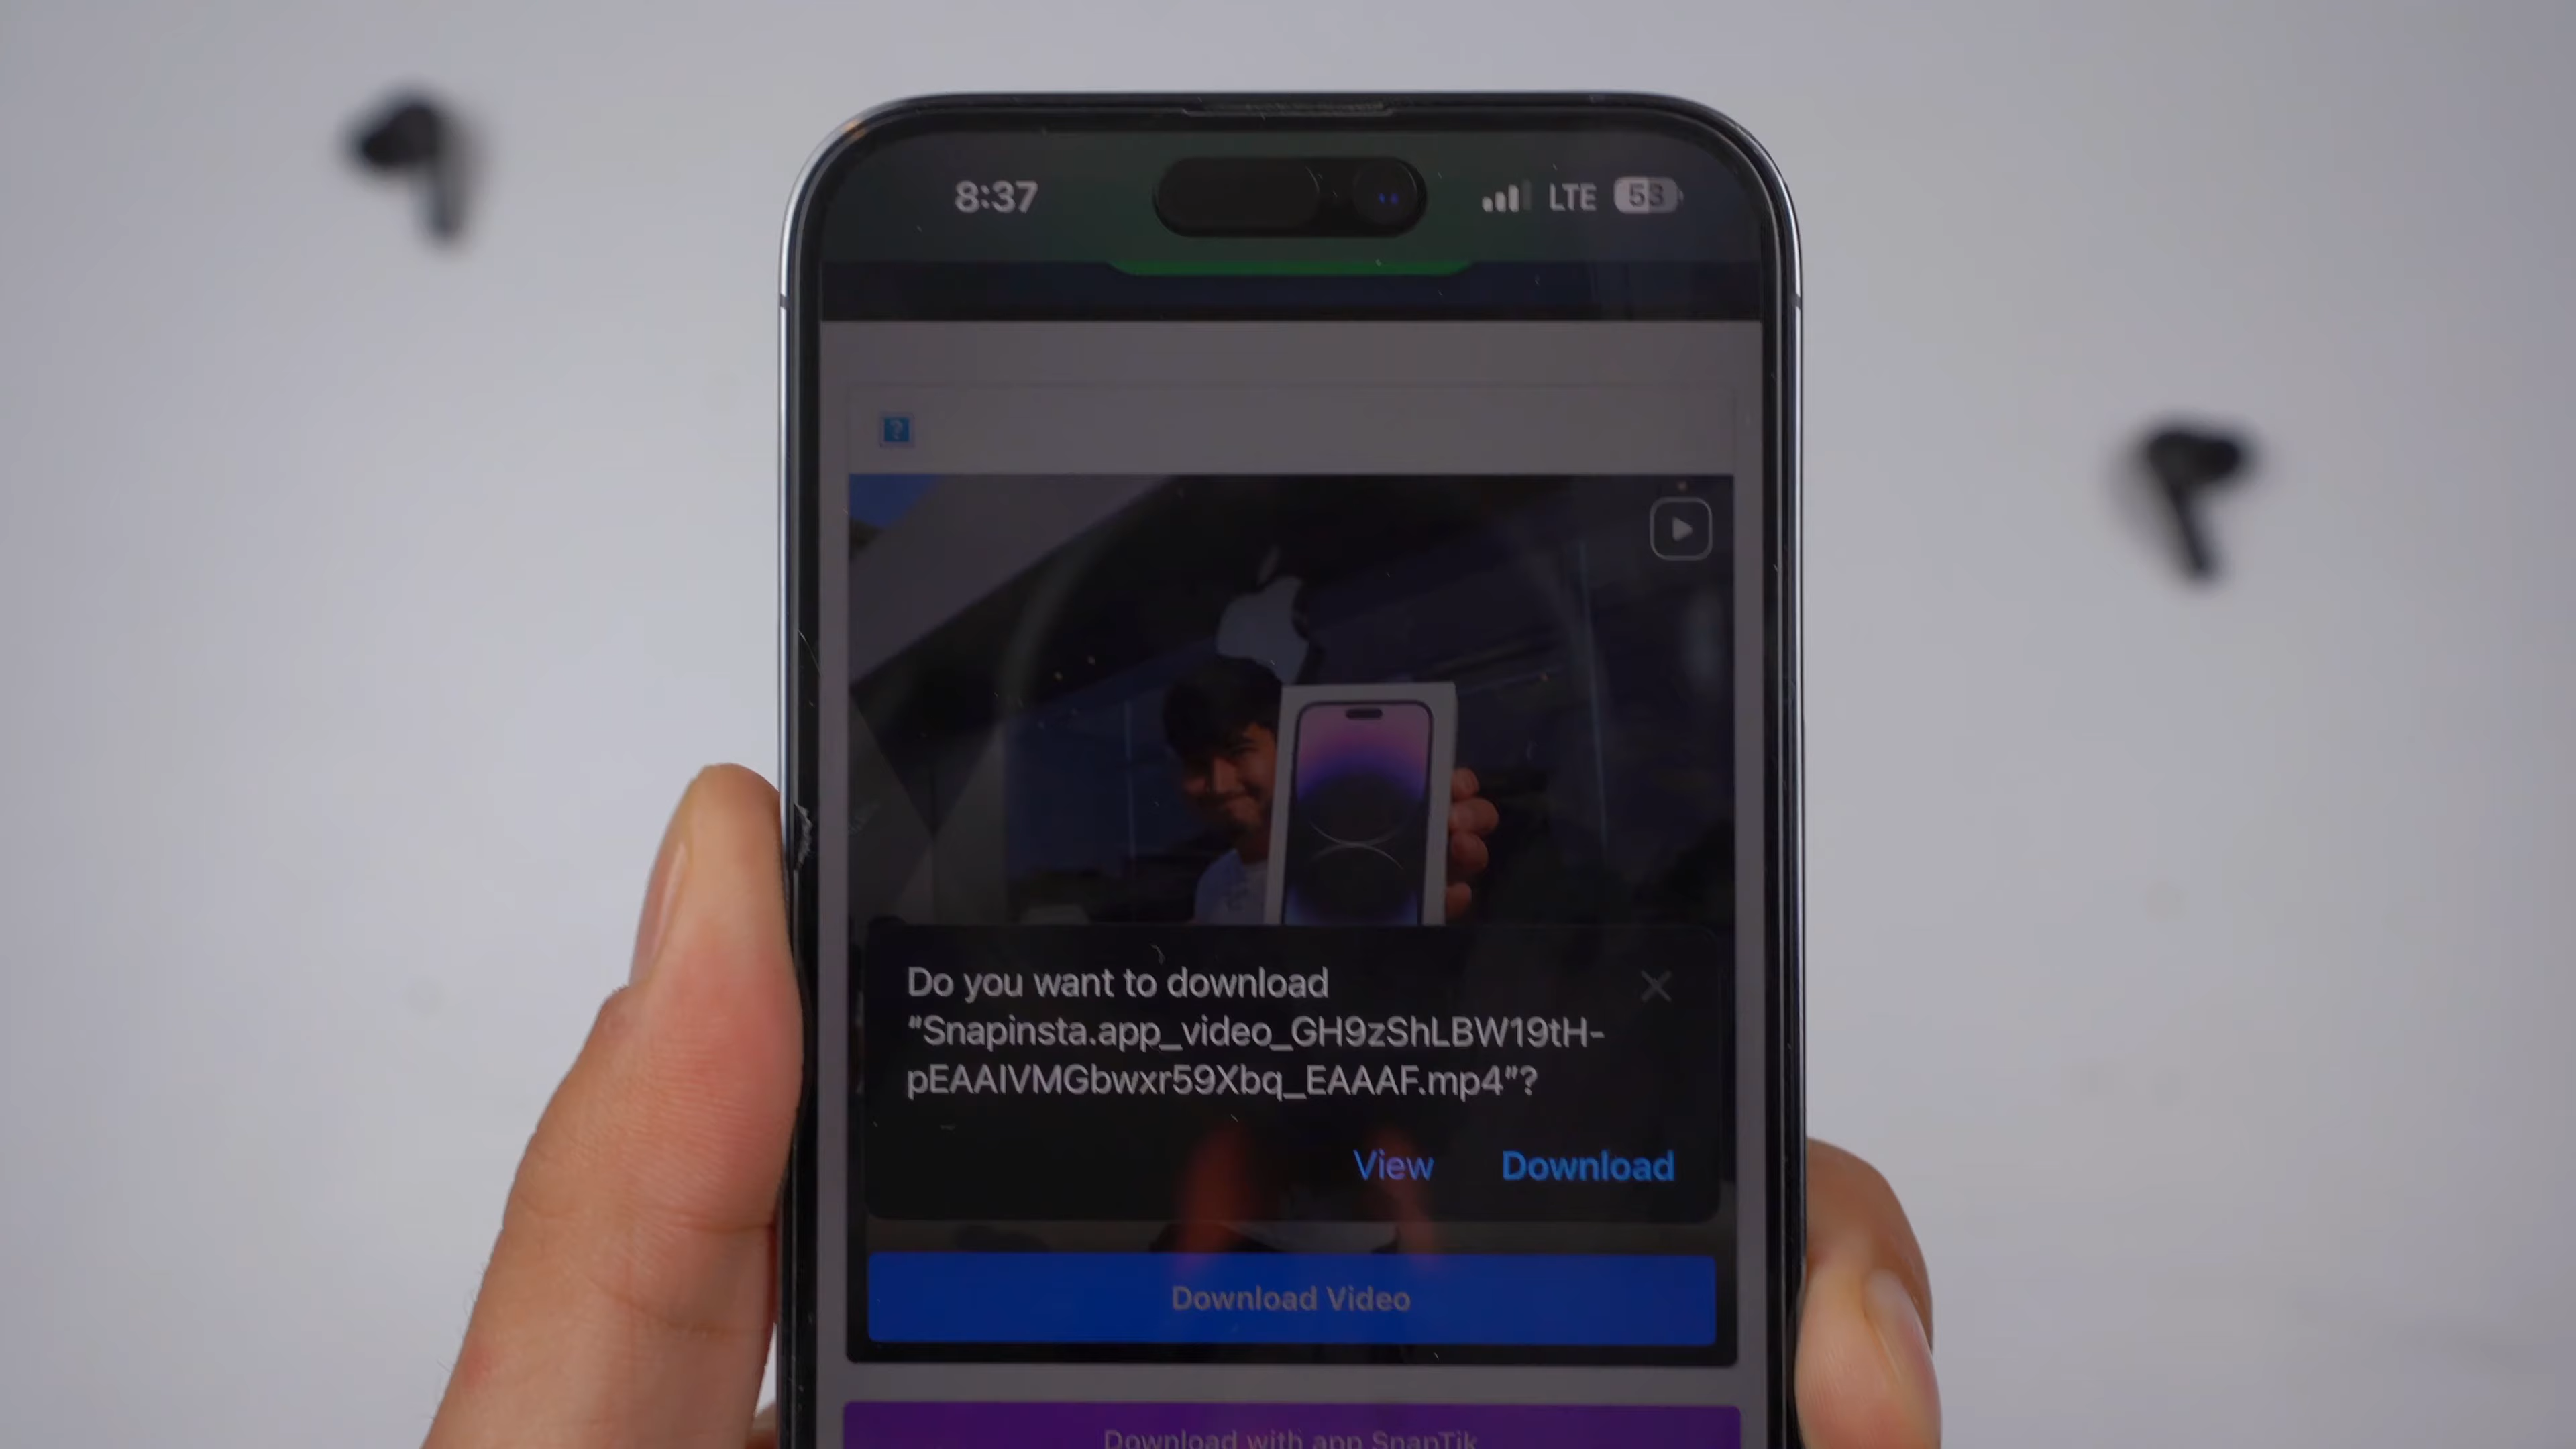 8:37
LTE 53
?
Do you want to download
“Snapinsta.app_video_GH9zShLBW19tH-
pEAAIVMGbwxr59Xbq_EAAAF.mp4”?
View Download
Download Video
Download with app SnapTik